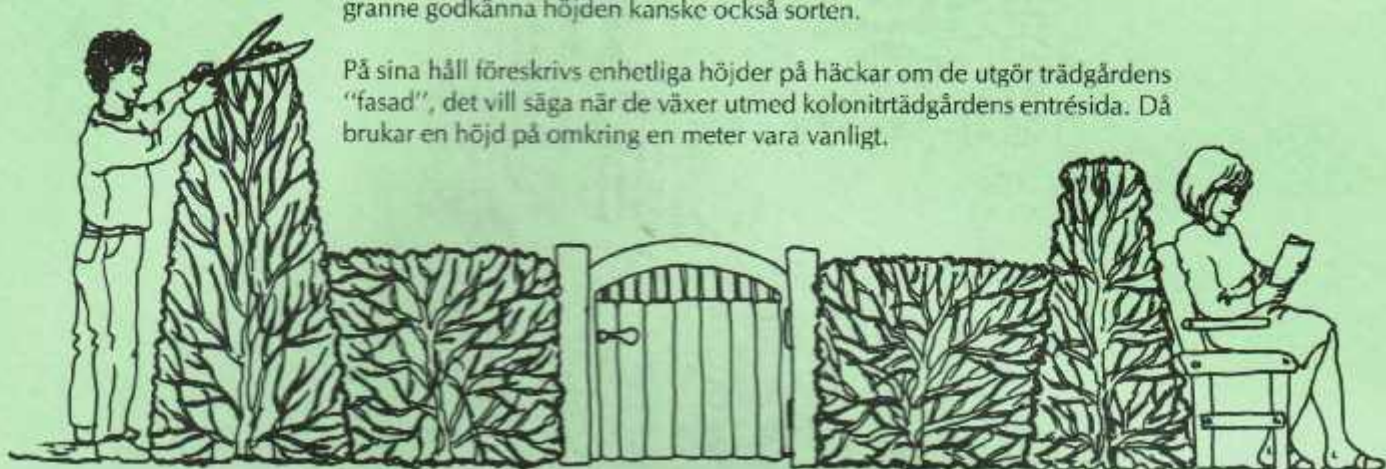 granne godkänna höjden kanske också sorten.
På sina håll föreskrivs enhetliga höjder på häckar om de utgör trädgårdens
"fasad", det vill säga när de växer utmed kolonitrtädgårdens entrésida. Då
brukar en höjd på omkring en meter vara vanligt.